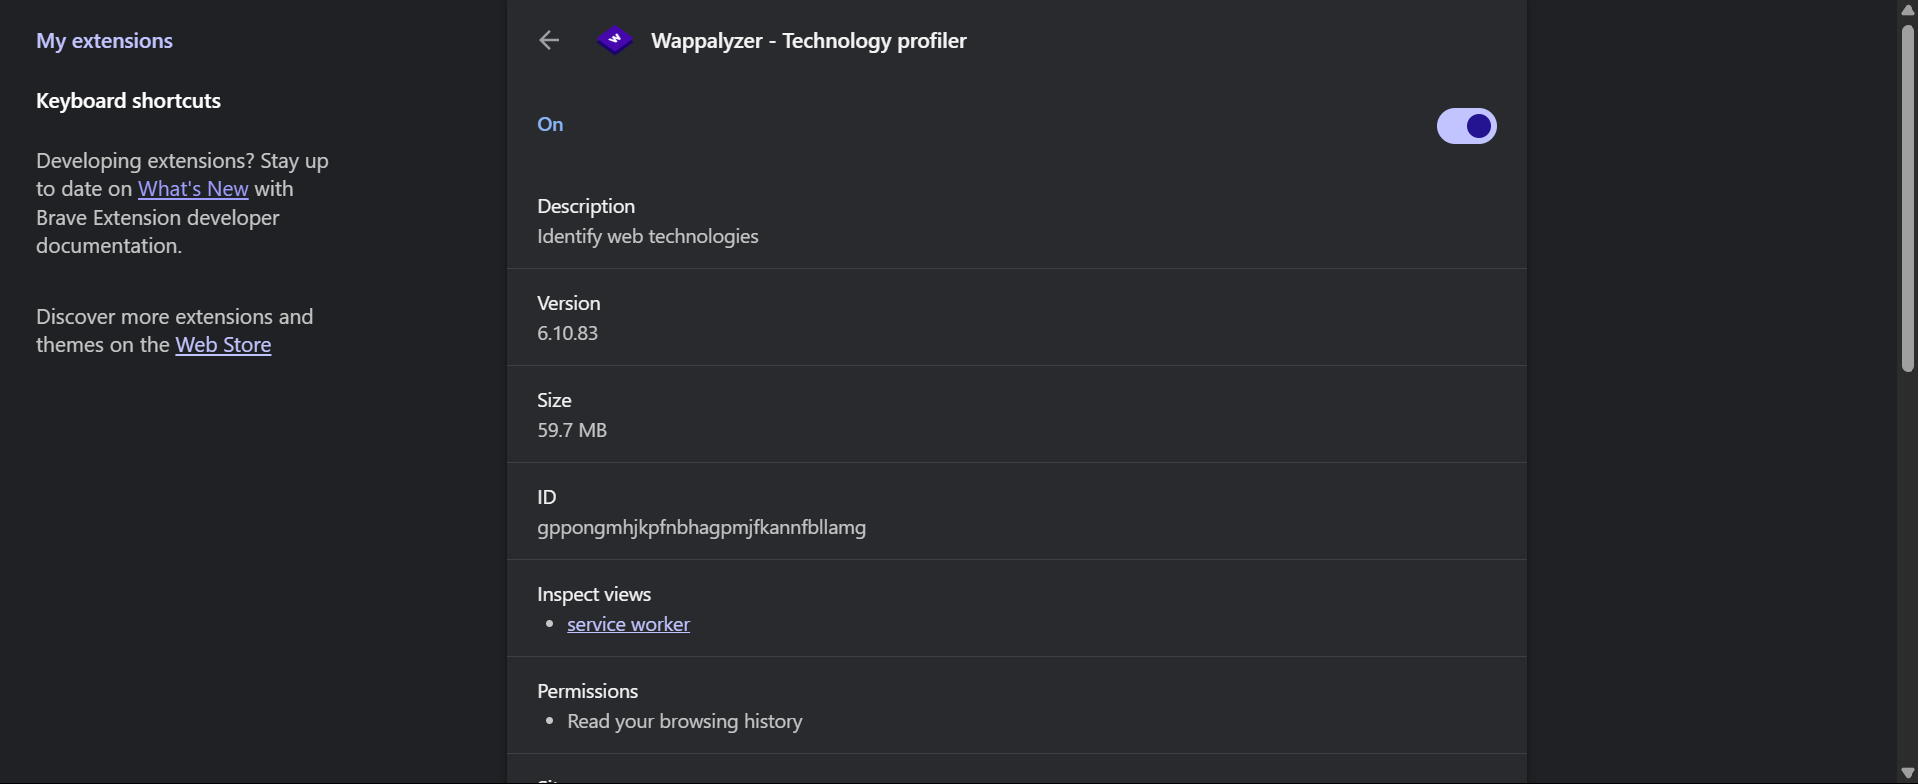 My extensions
Keyboard shortcuts
Developing extensions? Stay up
to date on What's New with
Brave Extension developer
documentation.
Discover more extensions and
themes on the Web Store
W
Wappalyzer - Technology profiler
On
Description
Identify web technologies
Version
6.10.83
Size
59.7 MB
ID
gppongmhjkpfnbhagpmjfkannfbllamg
Inspect views
• service worker
Permissions
• Read your browsing history